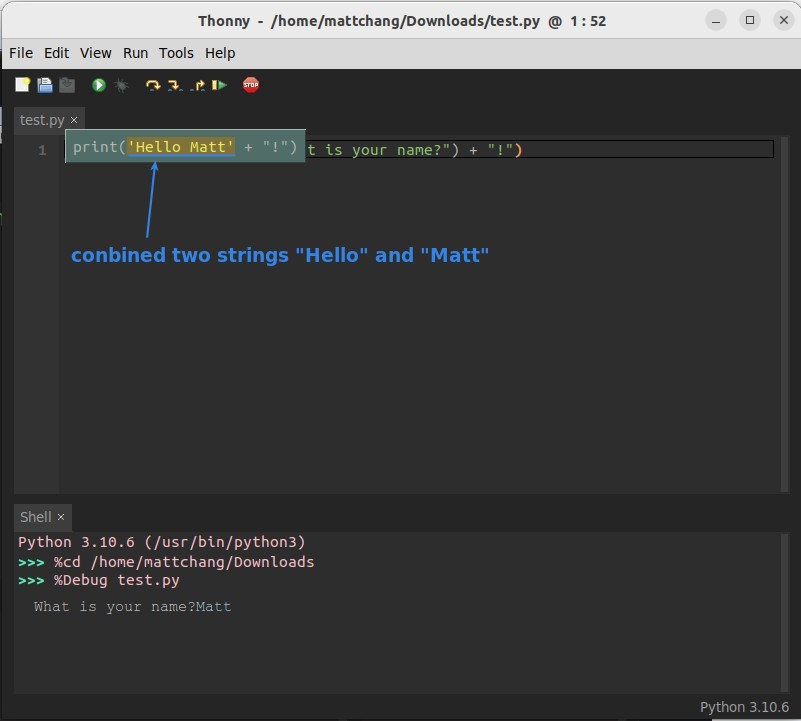 Thonny - /home/mattchang/Downloads/test.py @ 1:52
File Edit View Run Tools Help
STOP
test.py ×
1 print('Hello Matt' + "!") t is your name?") + "!")
conbined two strings "Hello" and "Matt"
Shell ×
Python 3.10.6 (/usr/bin/python3)
>>> %cd /home/mattchang/Downloads
>>> %Debug test.py
What is your name?Matt
Python 3.10.6